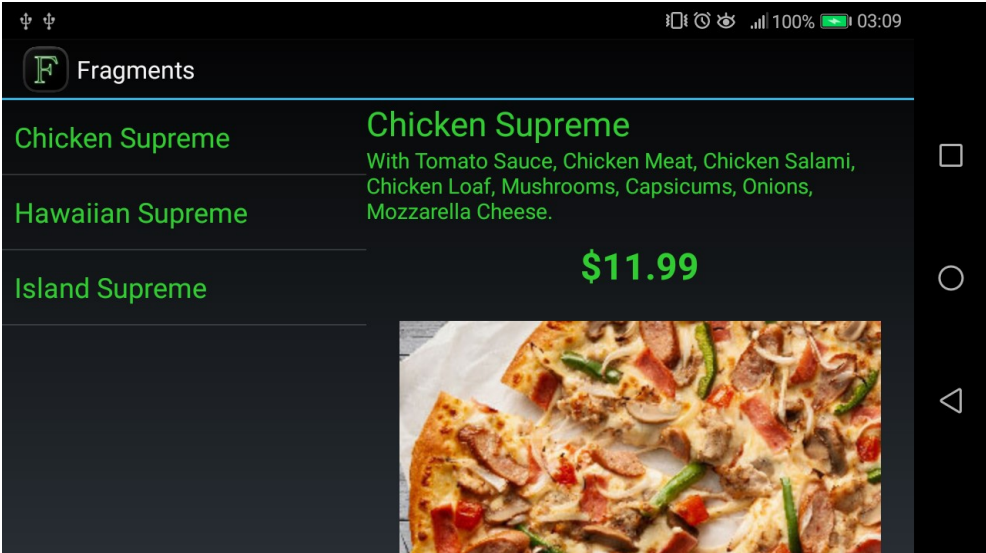 100% 03:09
F Fragments
Chicken Supreme
Hawaiian Supreme
Island Supreme
Chicken Supreme
With Tomato Sauce, Chicken Meat, Chicken Salami,
Chicken Loaf, Mushrooms, Capsicums, Onions,
Mozzarella Cheese.
$11.99